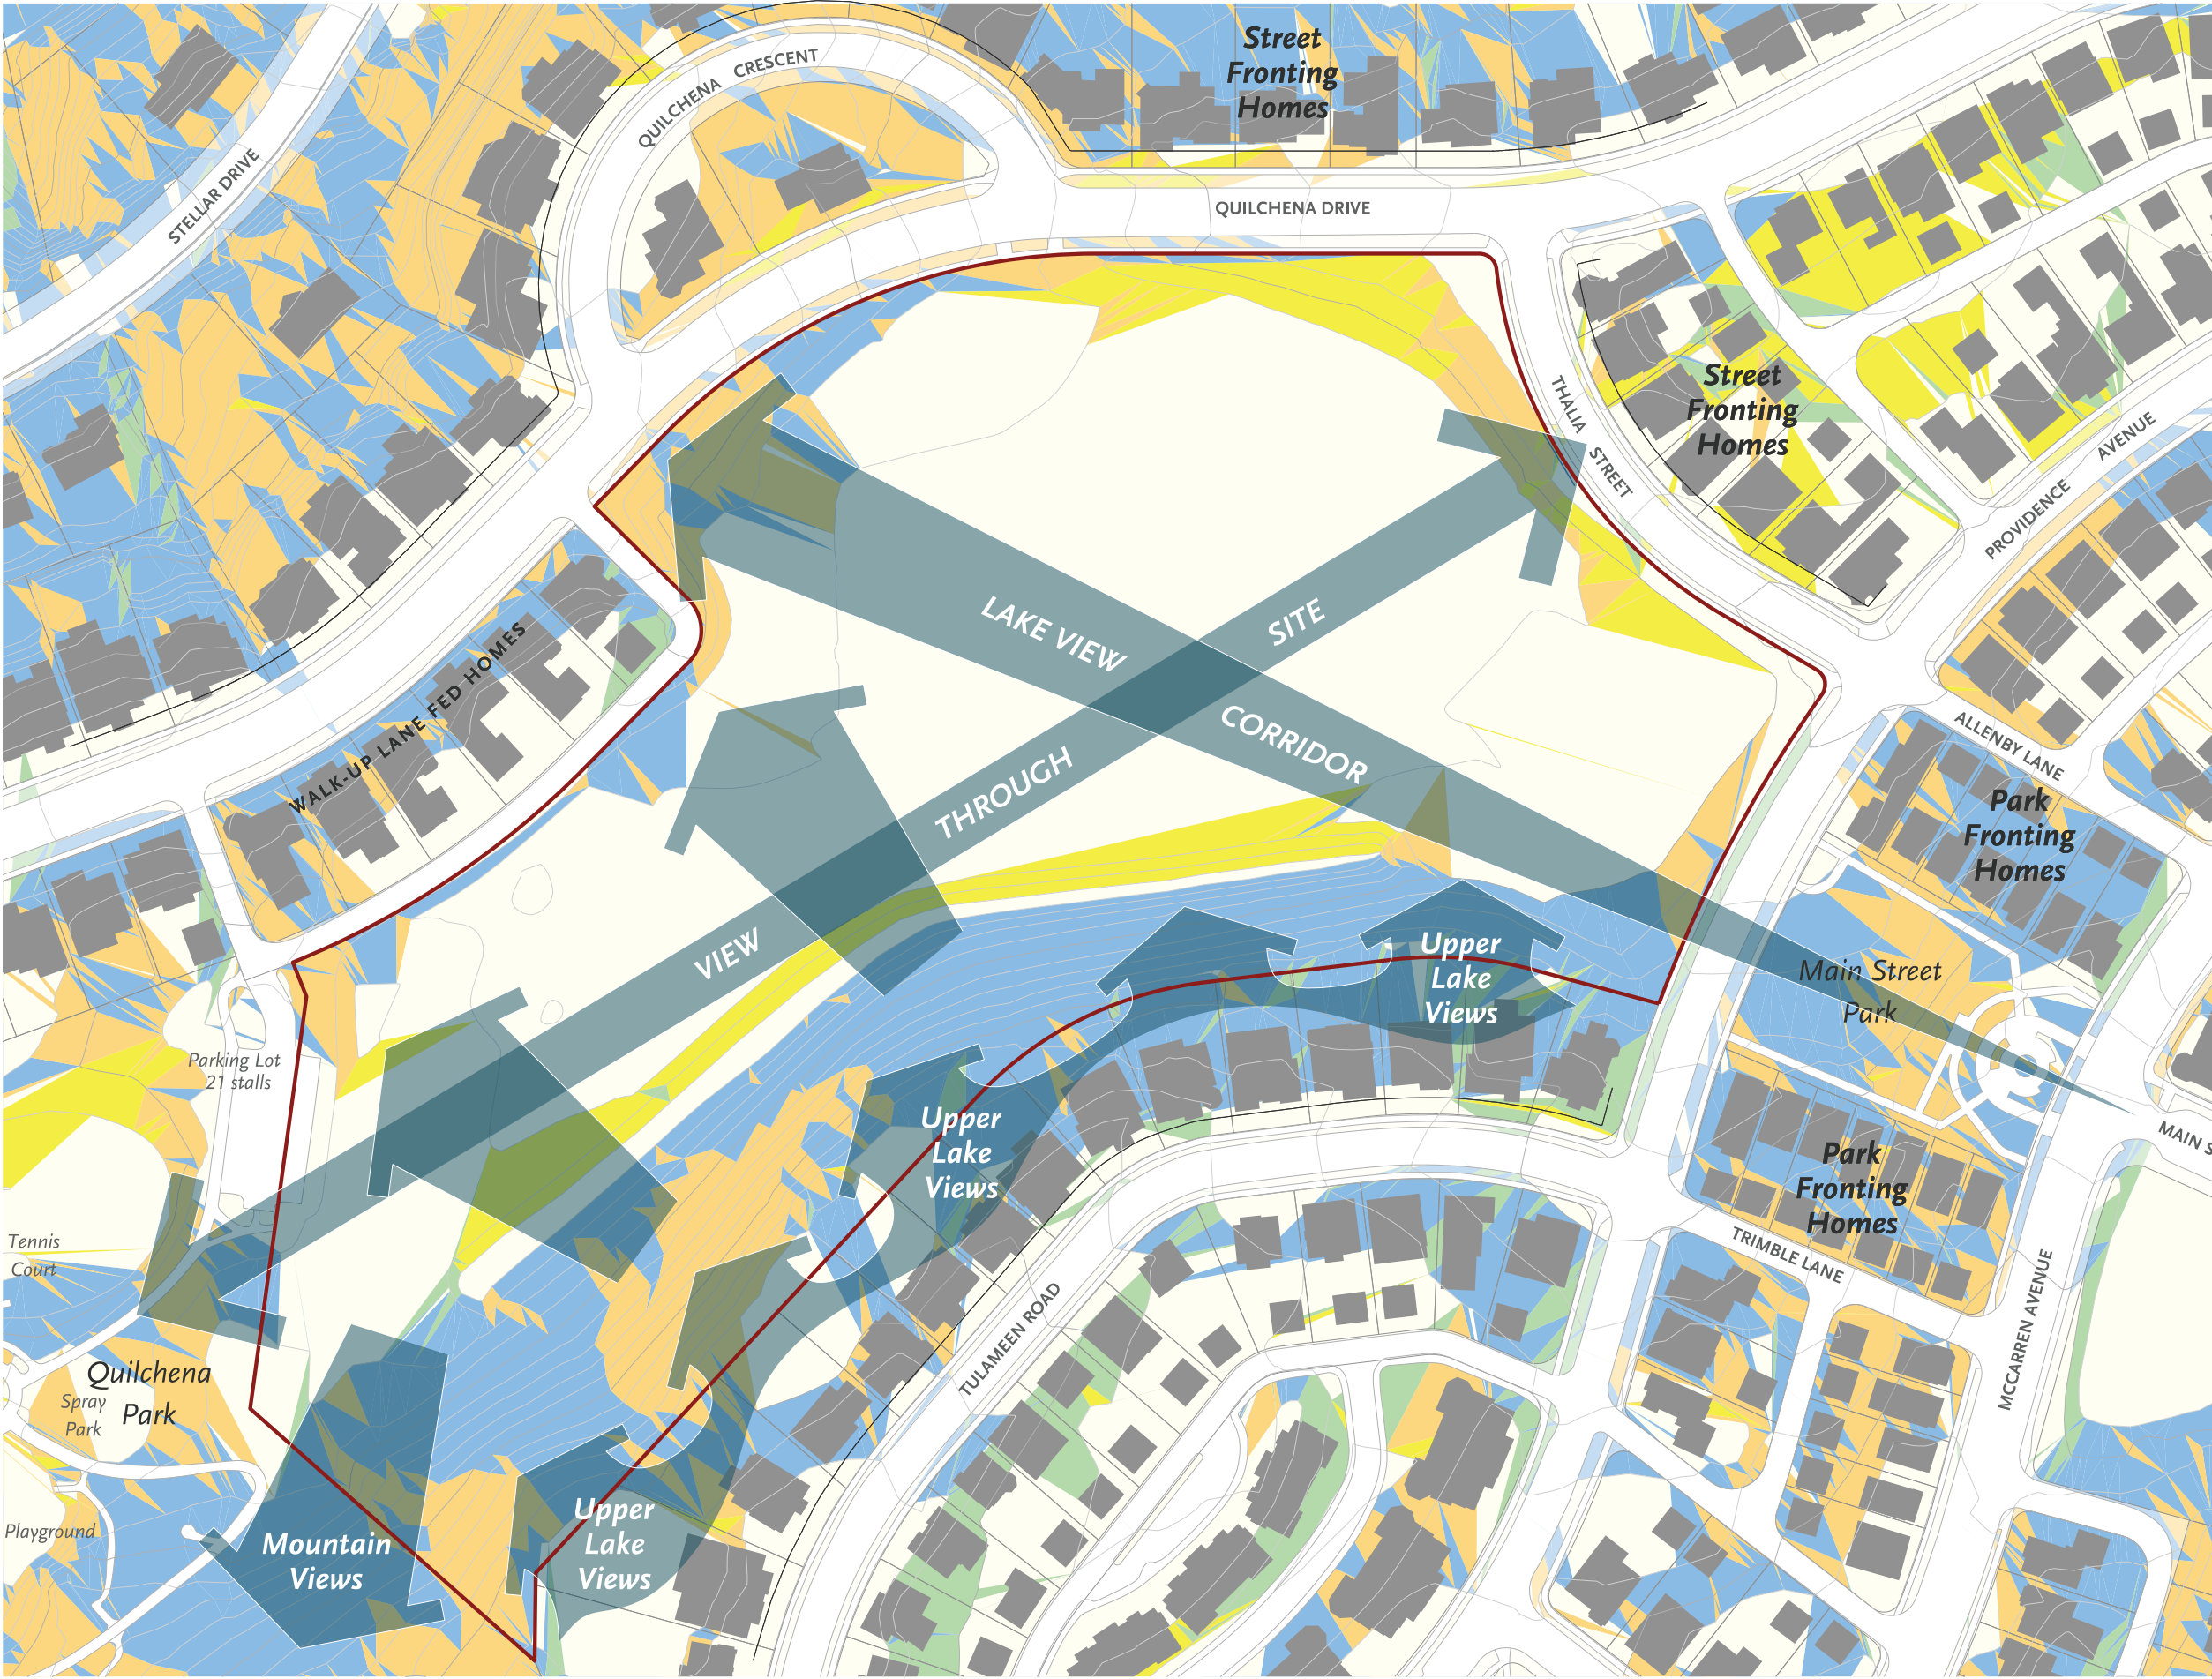 Street
Fronting
Homes
QUILCHENA CRESCENT
STELLAR DRIVE
QUILCHENA DRIVE
THALIA STREET
Street
Fronting
Homes
PROVIDENCE AVENUE
WALK-UP LANE FED HOMES
LAKE VIEW CORRIDOR
VIEW THROUGH SITE
ALLENBY LANE
Park
Fronting
Homes
Main Street
Park
Upper
Lake
Views
Parking Lot
21 stalls
Upper
Lake
Views
MAIN S
Park
Fronting
Homes
TRIMBLE LANE
Tennis
Court
TULAMEEN ROAD
MCCARREN AVENUE
Quilchena
Park
Spray
Park
Playground
Mountain
Views
Upper
Lake
Views